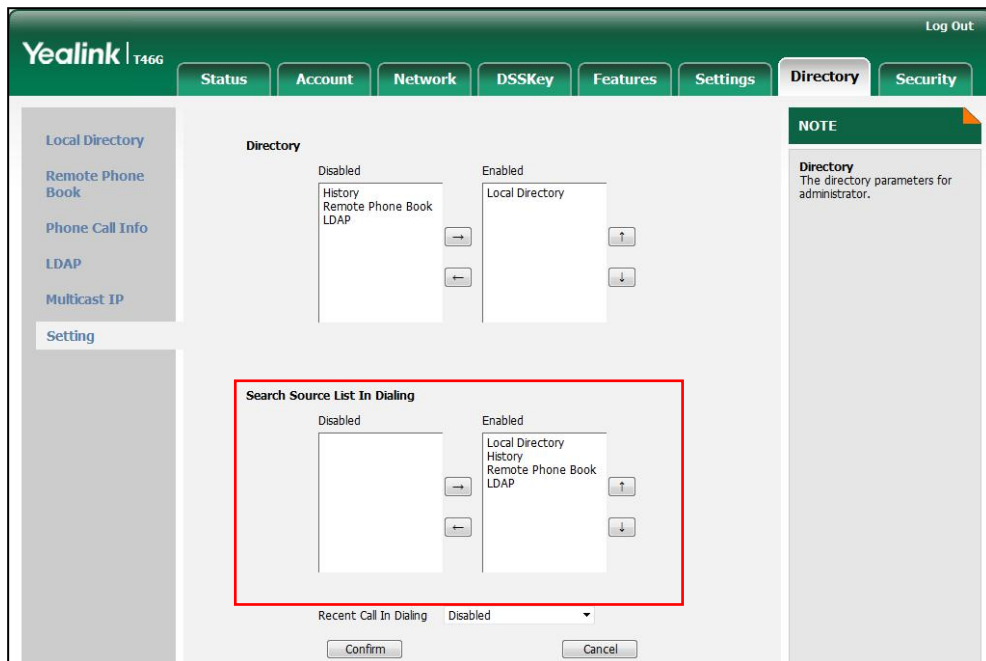 Log Out
Yealink T46G
Status Account Network DSSKey Features Settings Directory Security
Local Directory
Remote Phone
Book
Phone Call Info
LDAP
Multicast IP
Setting
Directory
Disabled Enabled
History
Remote Phone Book
LDAP
Local Directory
→ ↑
← ↓
Search Source List In Dialing
Disabled Enabled
Local Directory
History
Remote Phone Book
LDAP
→ ↑
← ↓
Recent Call In Dialing Disabled
Confirm Cancel
NOTE
Directory
The directory parameters for
administrator.